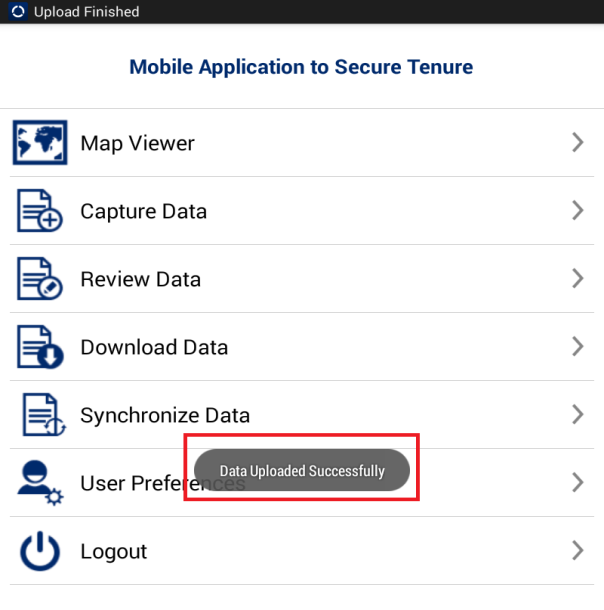 Upload Finished
Mobile Application to Secure Tenure
Map Viewer
Capture Data
Review Data
Download Data
Synchronize Data
Data Uploaded Successfully
User Preferences
Logout